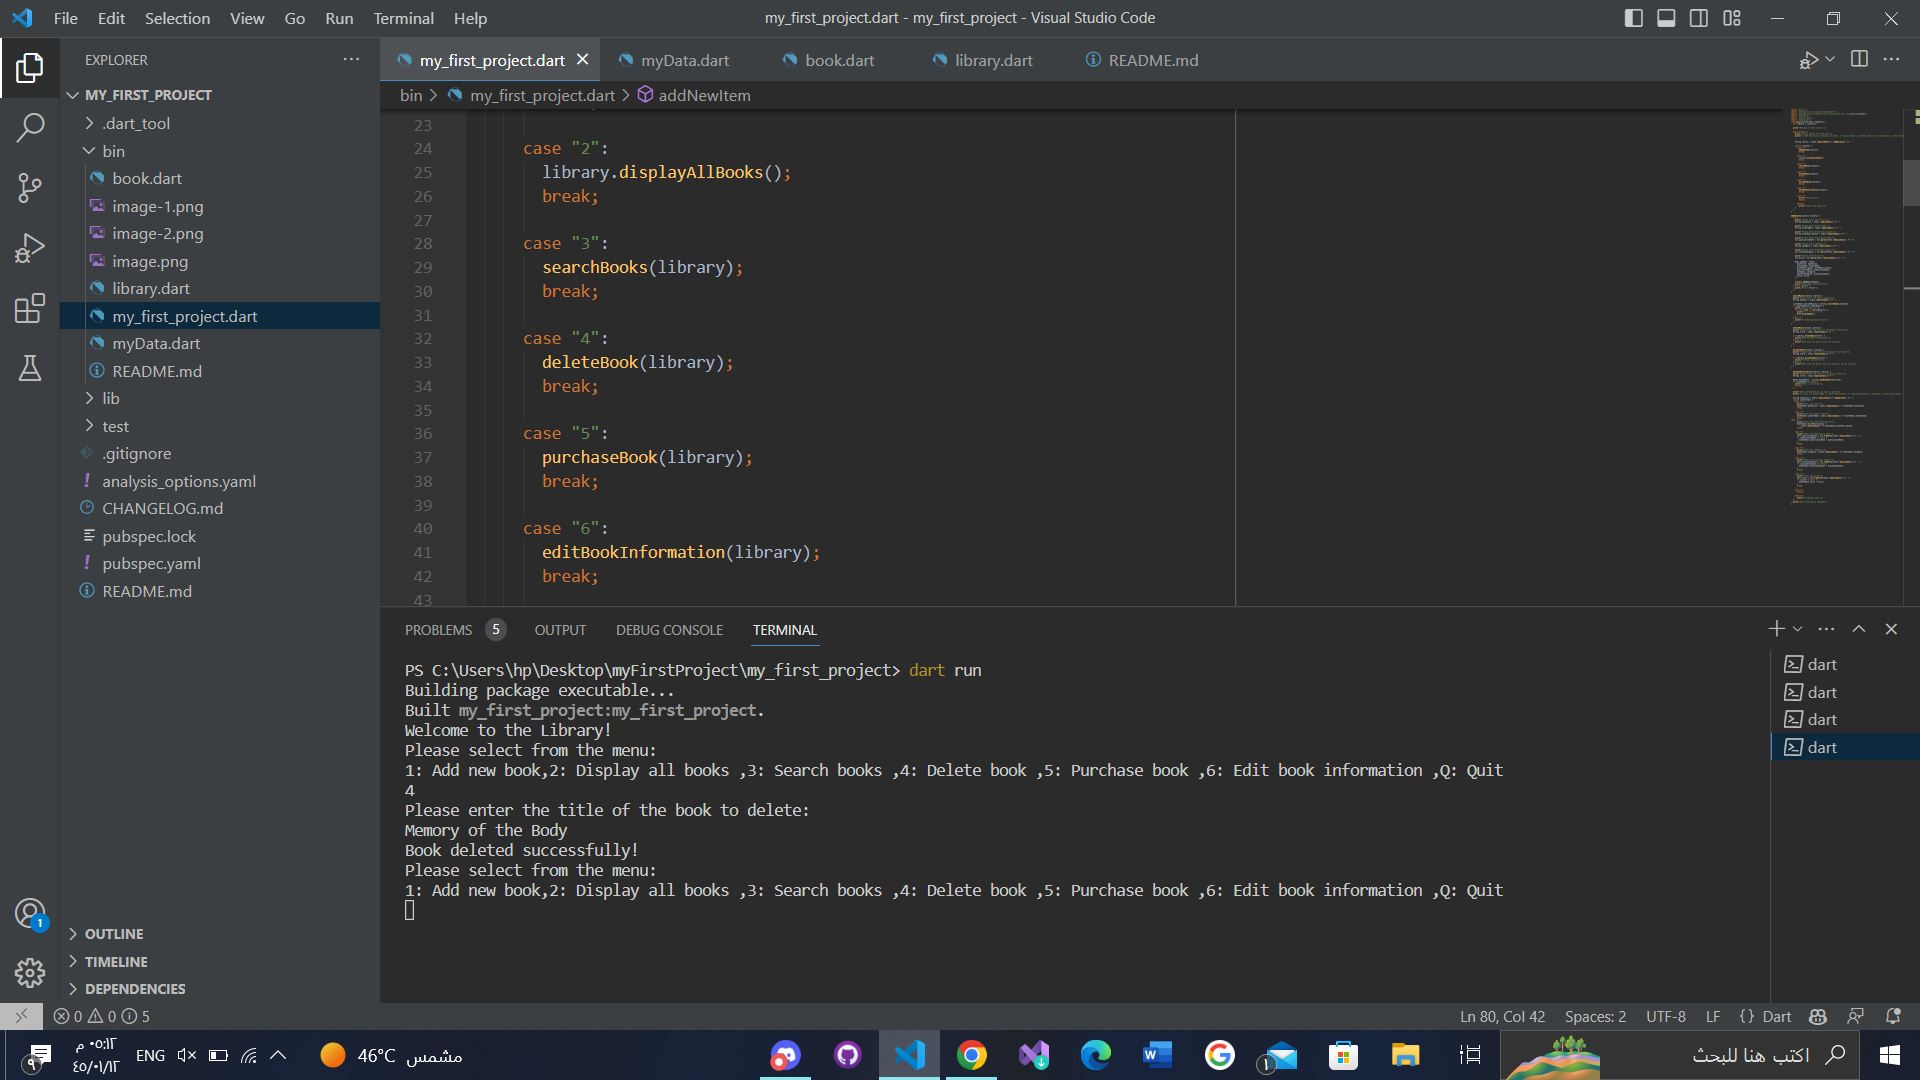 File Edit Selection View Go Run Terminal Help
my_first_project.dart - my_first_project - Visual Studio Code
EXPLORER
MY_FIRST_PROJECT
.dart_tool
bin
book.dart
image-1.png
image-2.png
image.png
library.dart
my_first_project.dart
myData.dart
README.md
lib
test
.gitignore
analysis_options.yaml
CHANGELOG.md
pubspec.lock
pubspec.yaml
README.md
OUTLINE
TIMELINE
DEPENDENCIES
my_first_project.dart myData.dart book.dart library.dart README.md
bin > my_first_project.dart > addNewItem
23
24 case "2":
25 library.displayAllBooks();
26 break;
27
28 case "3":
29 searchBooks(library);
30 break;
31
32 case "4":
33 deleteBook(library);
34 break;
35
36 case "5":
37 purchaseBook(library);
38 break;
39
40 case "6":
41 editBookInformation(library);
42 break;
43
PROBLEMS 5 OUTPUT DEBUG CONSOLE TERMINAL
PS C:\Users\hp\Desktop\myFirstProject\my_first_project> dart run
Building package executable...
Built my_first_project:my_first_project.
Welcome to the Library!
Please select from the menu:
1: Add new book,2: Display all books ,3: Search books ,4: Delete book ,5: Purchase book ,6: Edit book information ,Q: Quit
4
Please enter the title of the book to delete:
Memory of the Body
Book deleted successfully!
Please select from the menu:
1: Add new book,2: Display all books ,3: Search books ,4: Delete book ,5: Purchase book ,6: Edit book information ,Q: Quit
dart
dart
dart
dart
1
0 0 5
Ln 80, Col 42 Spaces: 2 UTF-8 LF {} Dart
٩
٠٥:١٢ م
٤٥/٠١/١٢
ENG
46°C مشمس
١
اكتب هنا للبحث